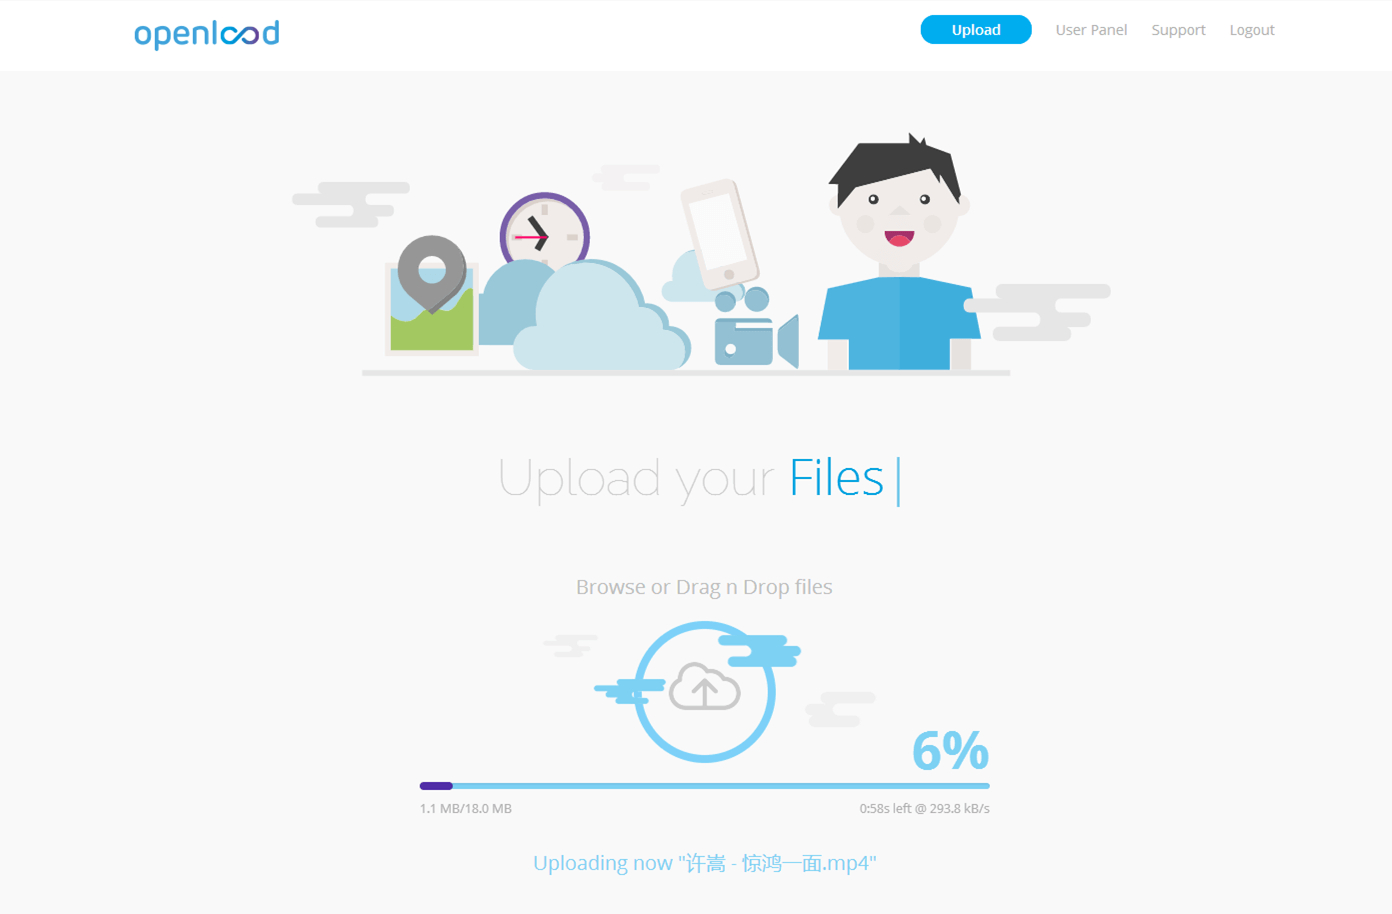 openload
Upload User Panel Support Logout
Upload your Files
Browse or Drag n Drop files
6%
1.1 MB/18.0 MB 0:58s left @ 293.8 kB/s
Uploading now "许嵩 - 惊鸿一面.mp4"